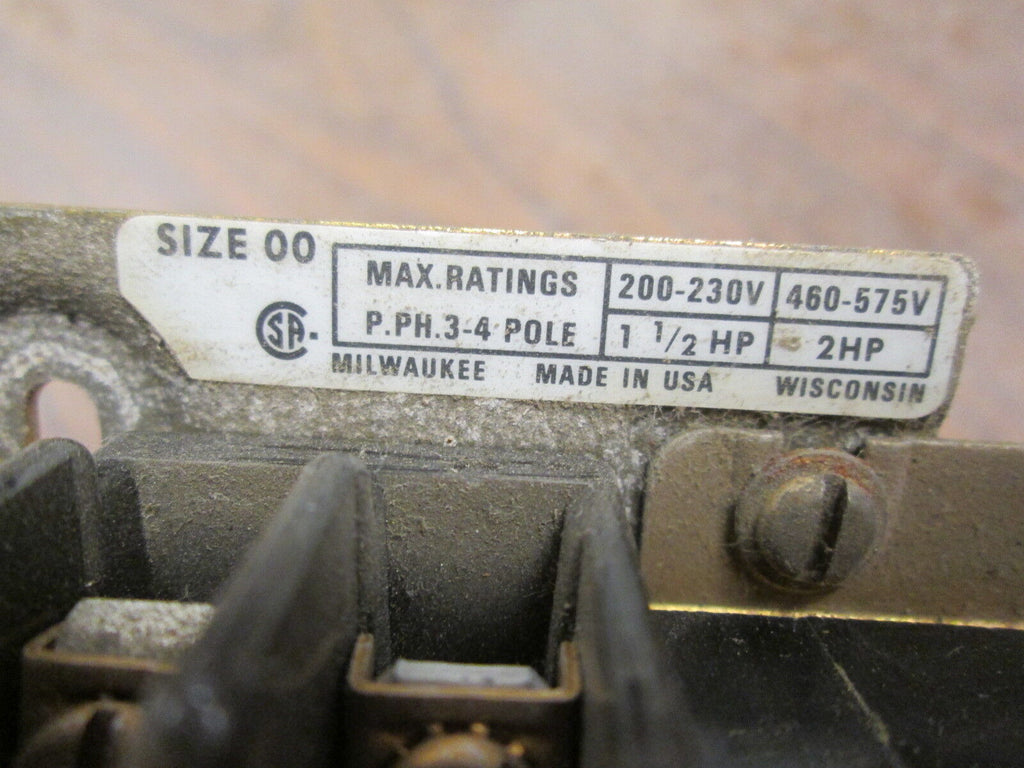 SIZE 00
MAX. RATINGS 200-230V 460-575V
P.PH.3-4 POLE 1 1/2 HP 2HP
SA.
MILWAUKEE MADE IN USA WISCONSIN